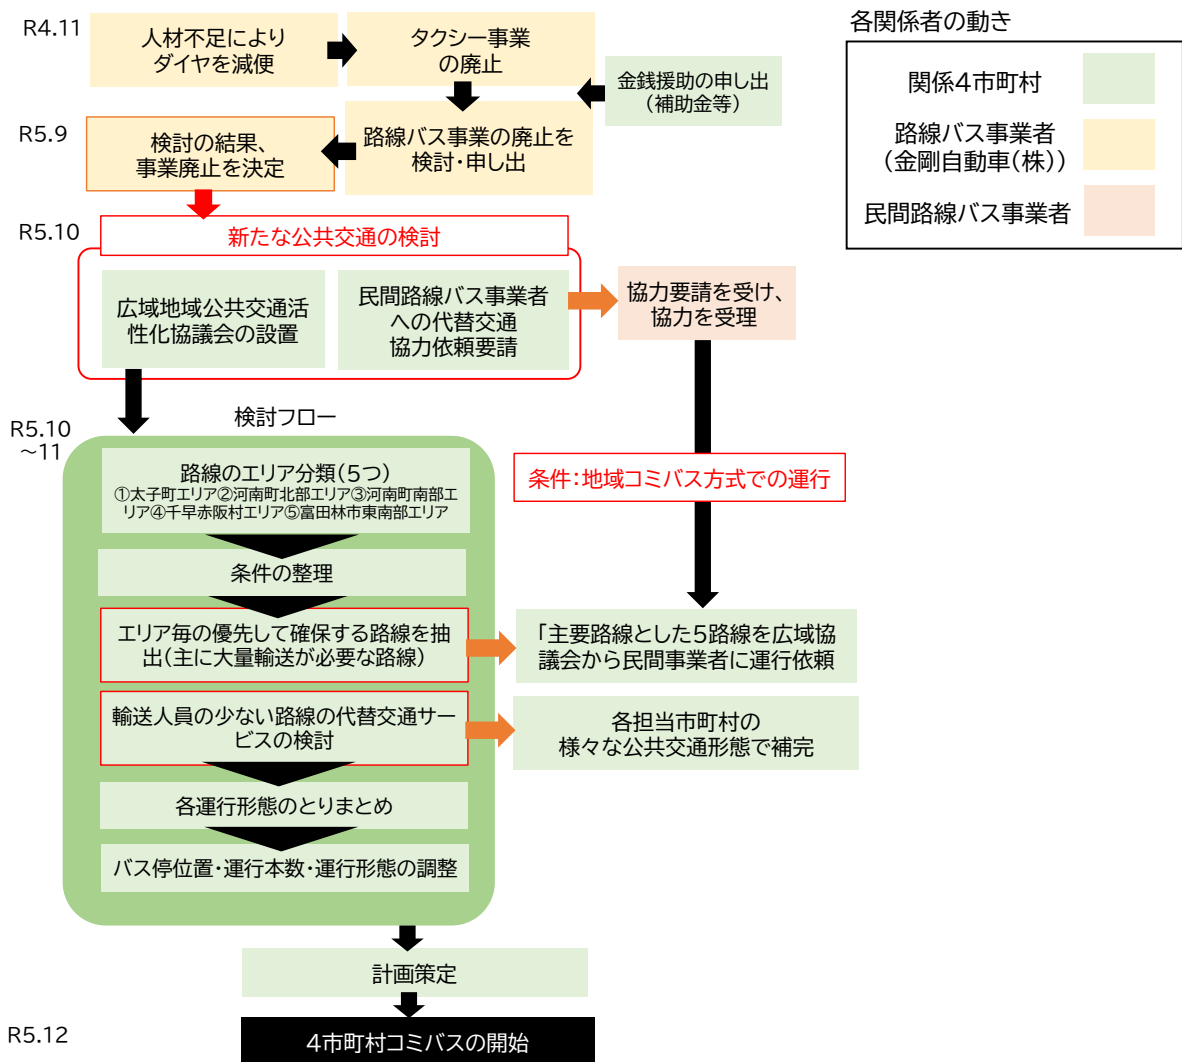 R4.11
人材不足により
ダイヤを減便
タクシー事業
の廃止
金銭援助の申し出
（補助金等）
R5.9
検討の結果、
事業廃止を決定
路線バス事業の廃止を
検討・申し出
各関係者の動き
関係４市町村
路線バス事業者
（金剛自動車（株））
民間路線バス事業者
R5.10
新たな公共交通の検討
広域地域公共交通活
性化協議会の設置
民間路線バス事業者
への代替交通
協力依頼要請
協力要請を受け、
協力を受理
R5.10
～11
検討フロー
路線のエリア分類（５つ）
①太子町エリア②河南町北部エリア③河南町南部エ
リア④千早赤阪村エリア⑤富田林市東南部エリア
条件：地域コミバス方式での運行
条件の整理
エリア毎の優先して確保する路線を抽
出（主に大量輸送が必要な路線）
「主要路線とした５路線を広域協
議会から民間事業者に運行依頼
輸送人員の少ない路線の代替交通サー
ビスの検討
各担当市町村の
様々な公共交通形態で補完
各運行形態のとりまとめ
バス停位置・運行本数・運行形態の調整
計画策定
R5.12
４市町村コミバスの開始